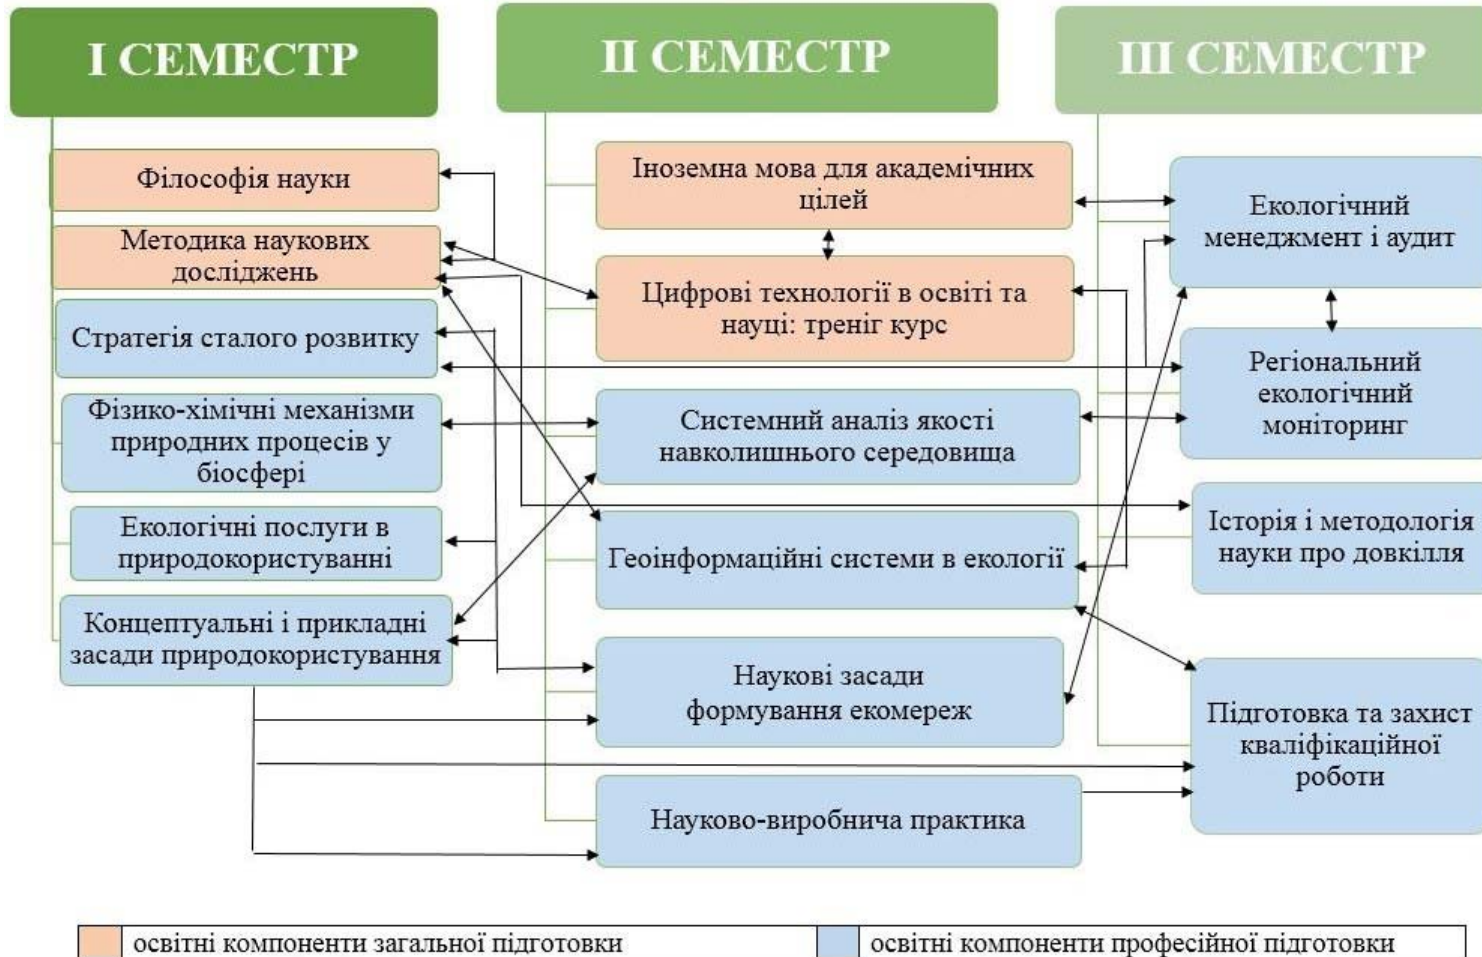 І СЕМЕСТР
Філософія науки
Методика наукових
досліджень
Стратегія сталого розвитку
Фізико-хімічні механізми
природних процесів у
біосфері
Екологічні послуги в
природокористуванні
Концептуальні і прикладні
засади природокористування
ІІ СЕМЕСТР
Іноземна мова для академічних
цілей
Цифрові технології в освіті та
науці: треніг курс
Системний аналіз якості
навколишнього середовища
Геоінформаційні системи в екології
Наукові засади
формування екомереж
Науково-виробнича практика
ІІІ СЕМЕСТР
Екологічний
менеджмент і аудит
Регіональний
екологічний
моніторинг
Історія і методологія
науки про довкілля
Підготовка та захист
кваліфікаційної
роботи
освітні компоненти загальної підготовки
освітні компоненти професійної підготовки